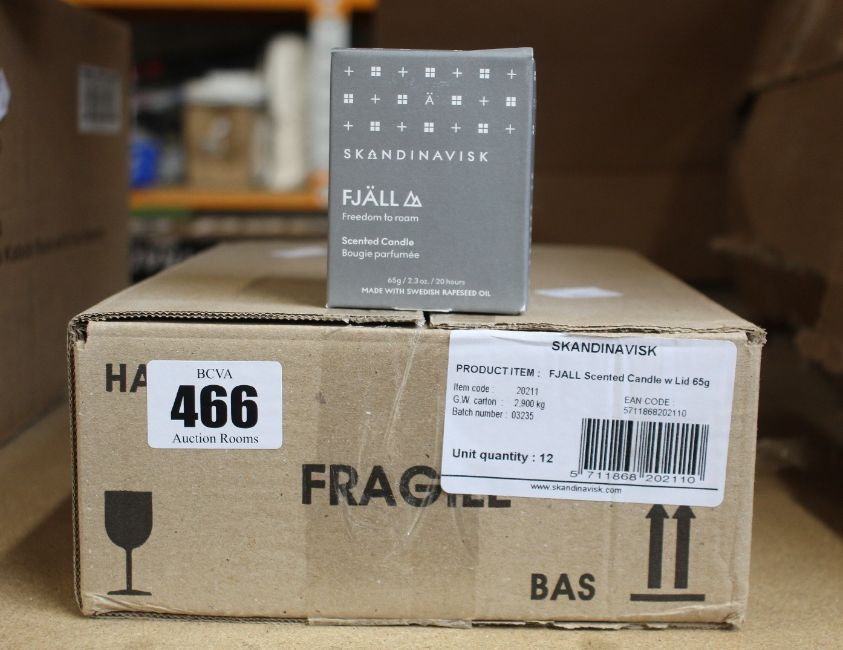 Ä
SKANDINAVISK
FJÄLL
Freedom to roam
Scented Candle
Bougie parfumée
65g / 2.3 oz. / 20 hours
MADE WITH SWEDISH RAPESEED OIL
HA
BCVA
466
Auction Rooms
SKANDINAVISK
PRODUCT ITEM : FJALL Scented Candle w Lid 65g
Item code : 20211
G.W. carton : 2,900 kg
Batch number : 03235
EAN CODE :
5711868202110
Unit quantity : 12
5 711868 202110
www.skandinavisk.com
FRAGILE
BAS